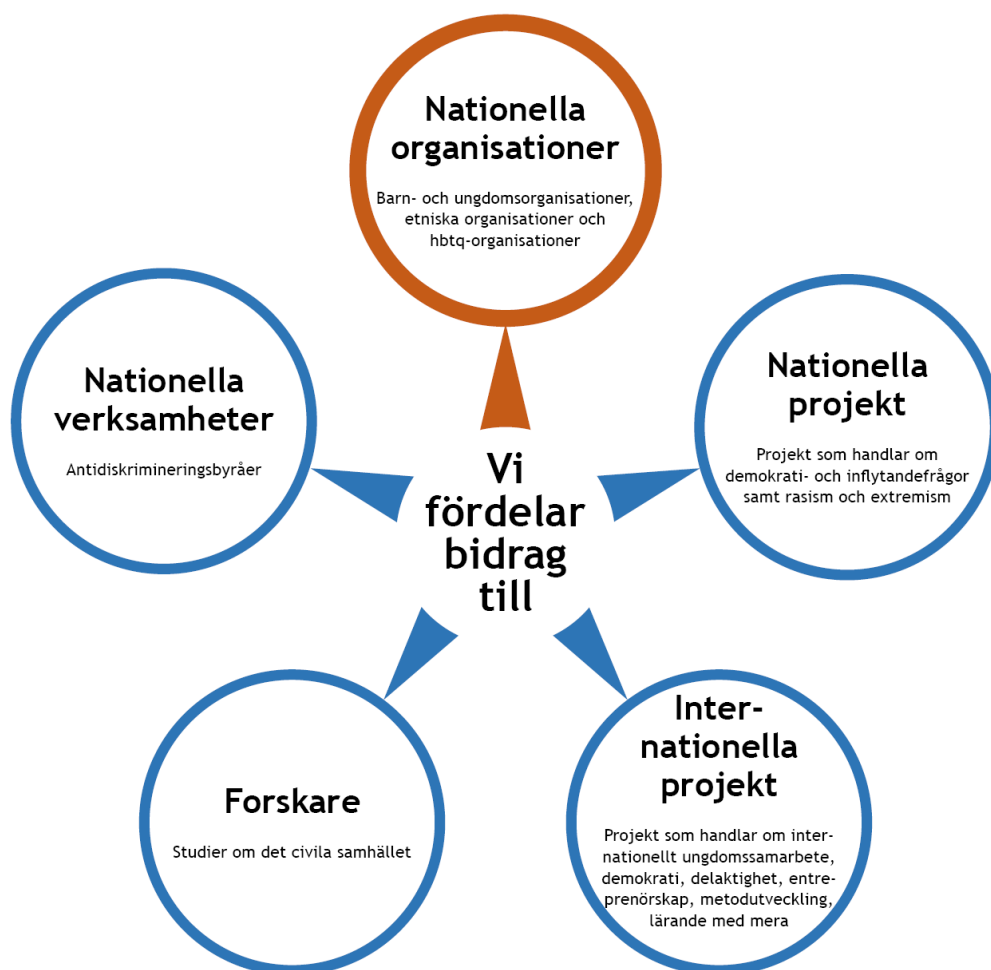 Nationella
organisationer
Barn- och ungdomsorganisationer,
etniska organisationer och
hbtq-organisationer
Nationella
verksamheter
Antidiskrimineringsbyråer
Nationella
projekt
Projekt som handlar om
demokrati- och inflytandefrågor
samt rasism och extremism
Vi
fördelar
bidrag
till
Forskare
Studier om det civila samhället
Inter-
nationella
projekt
Projekt som handlar om inter-
nationellt ungdomssamarbete,
demokrati, delaktighet, entre-
prenörskap, metodutveckling,
lärande med mera